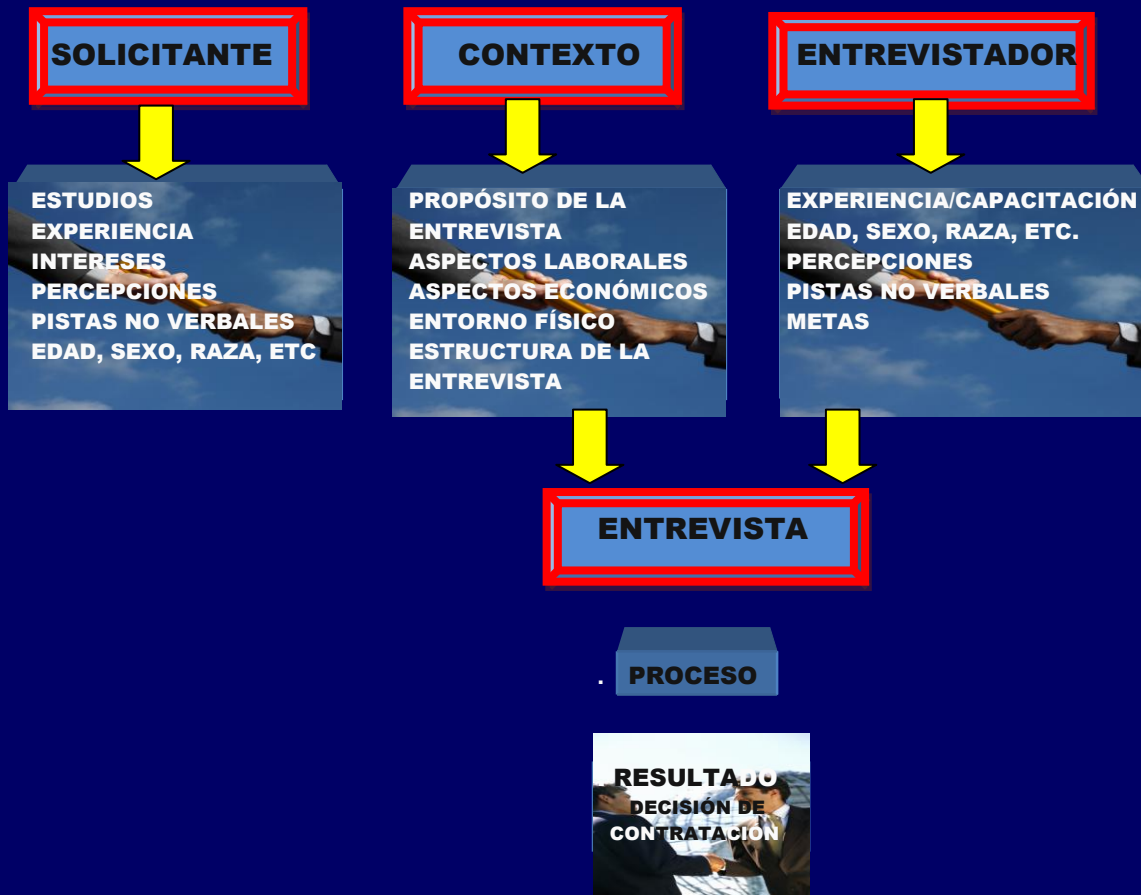 SOLICITANTE
ESTUDIOS
EXPERIENCIA
INTERESES
PERCEPCIONES
PISTAS NO VERBALES
EDAD, SEXO, RAZA, ETC
CONTEXTO
PROPÓSITO DE LA
ENTREVISTA
ASPECTOS LABORALES
ASPECTOS ECONÓMICOS
ENTORNO FÍSICO
ESTRUCTURA DE LA
ENTREVISTA
ENTREVISTADOR
EXPERIENCIA/CAPACITACIÓN
EDAD, SEXO, RAZA, ETC.
PERCEPCIONES
PISTAS NO VERBALES
METAS
ENTREVISTA
. PROCESO
. RESULTADO
DECISIÓN DE
CONTRATACIÓN